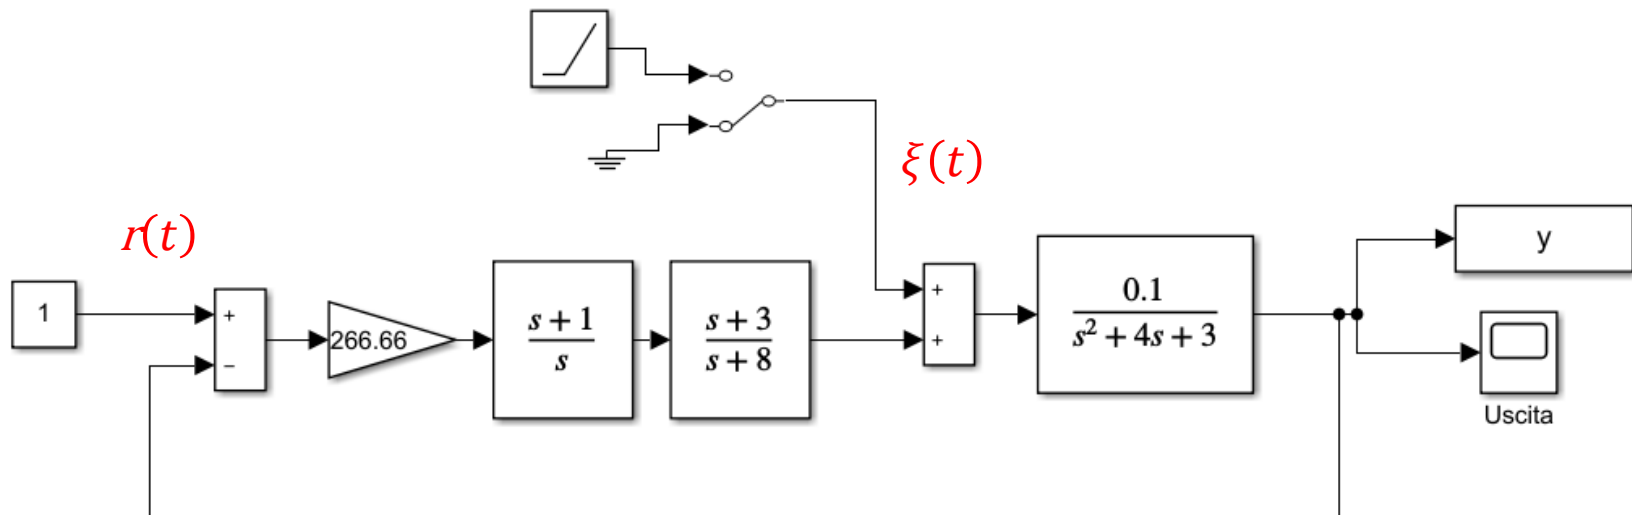 ξ(t)
r(t)
1
+
−
266.66
s + 1
s
s + 3
s + 8
+
+
0.1
s² + 4s + 3
y
Uscita